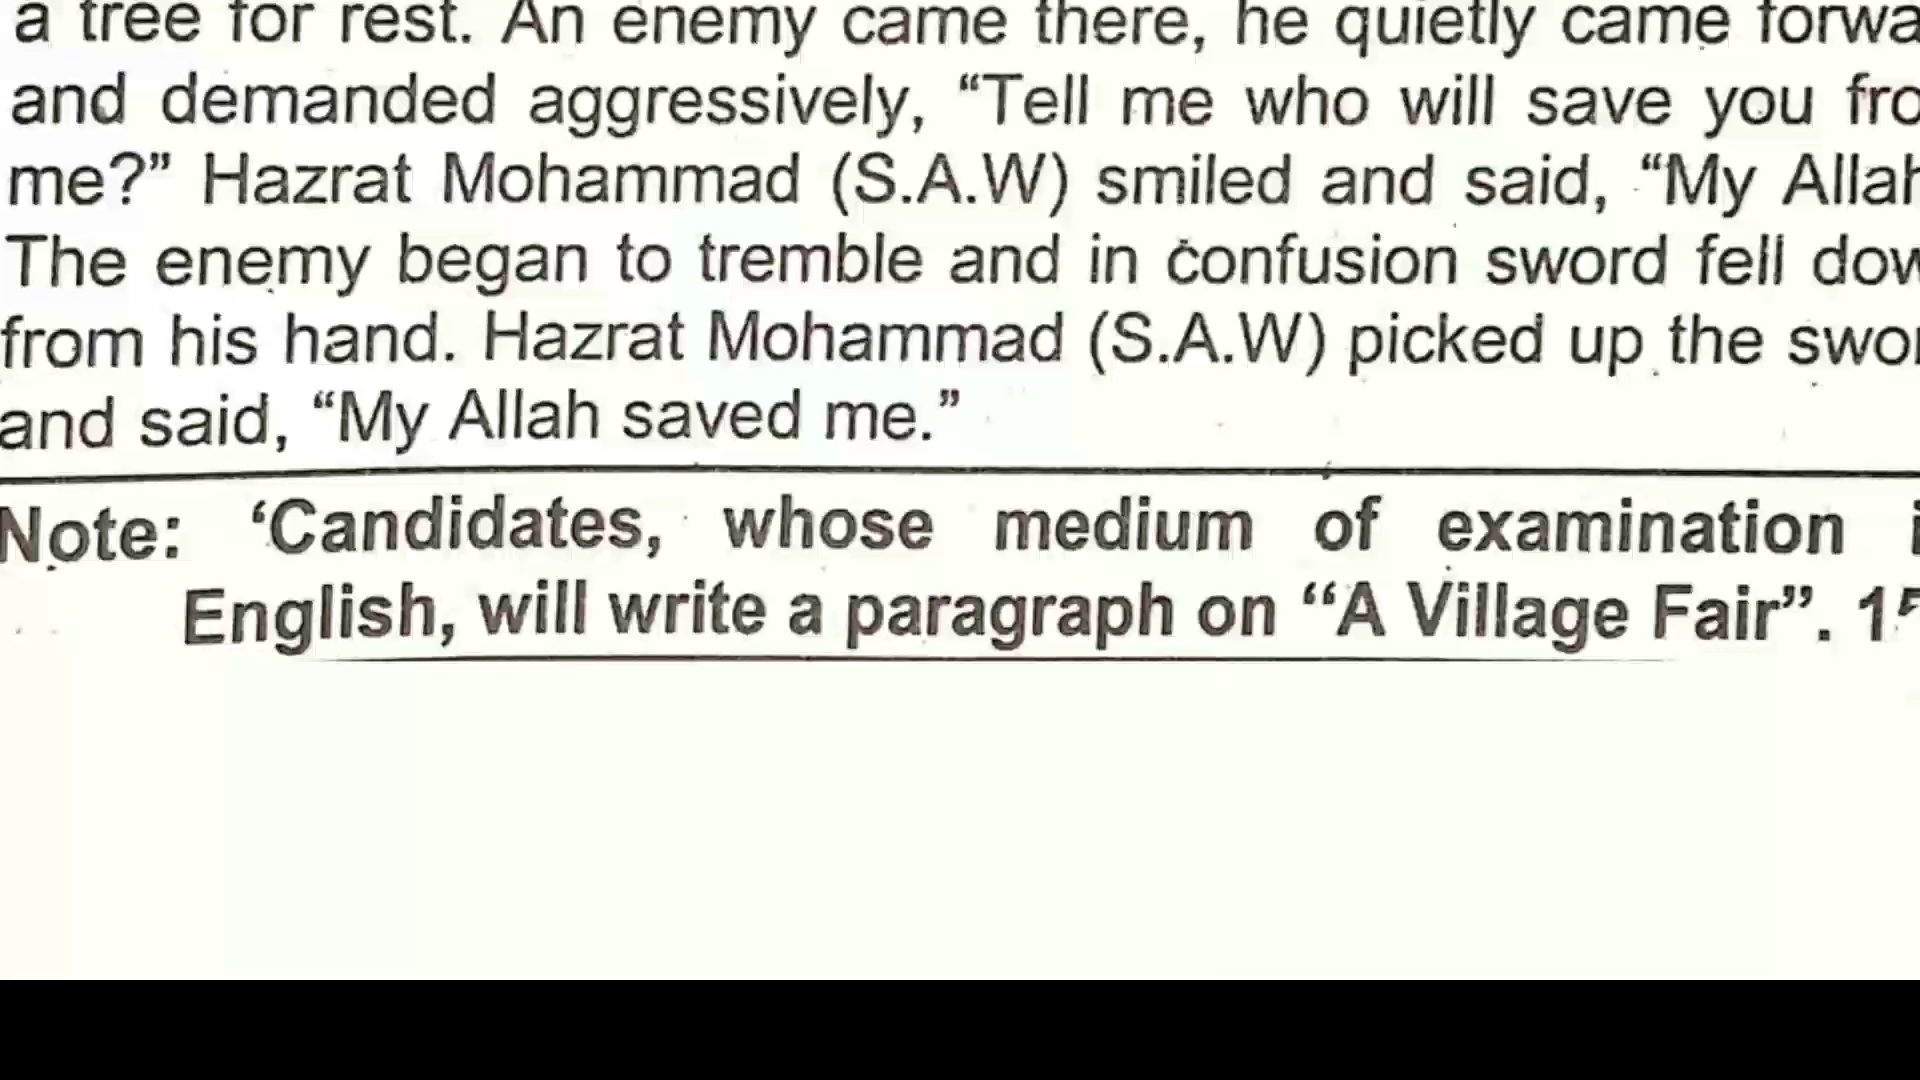 a tree for rest. An enemy came there, he quietly came forwa
and demanded aggressively, “Tell me who will save you fro
me?” Hazrat Mohammad (S.A.W) smiled and said, “My Allah
The enemy began to tremble and in confusion sword fell dow
from his hand. Hazrat Mohammad (S.A.W) picked up the swor
and said, “My Allah saved me.”
Note: ‘Candidates, whose medium of examination i
English, will write a paragraph on “A Village Fair”. 15